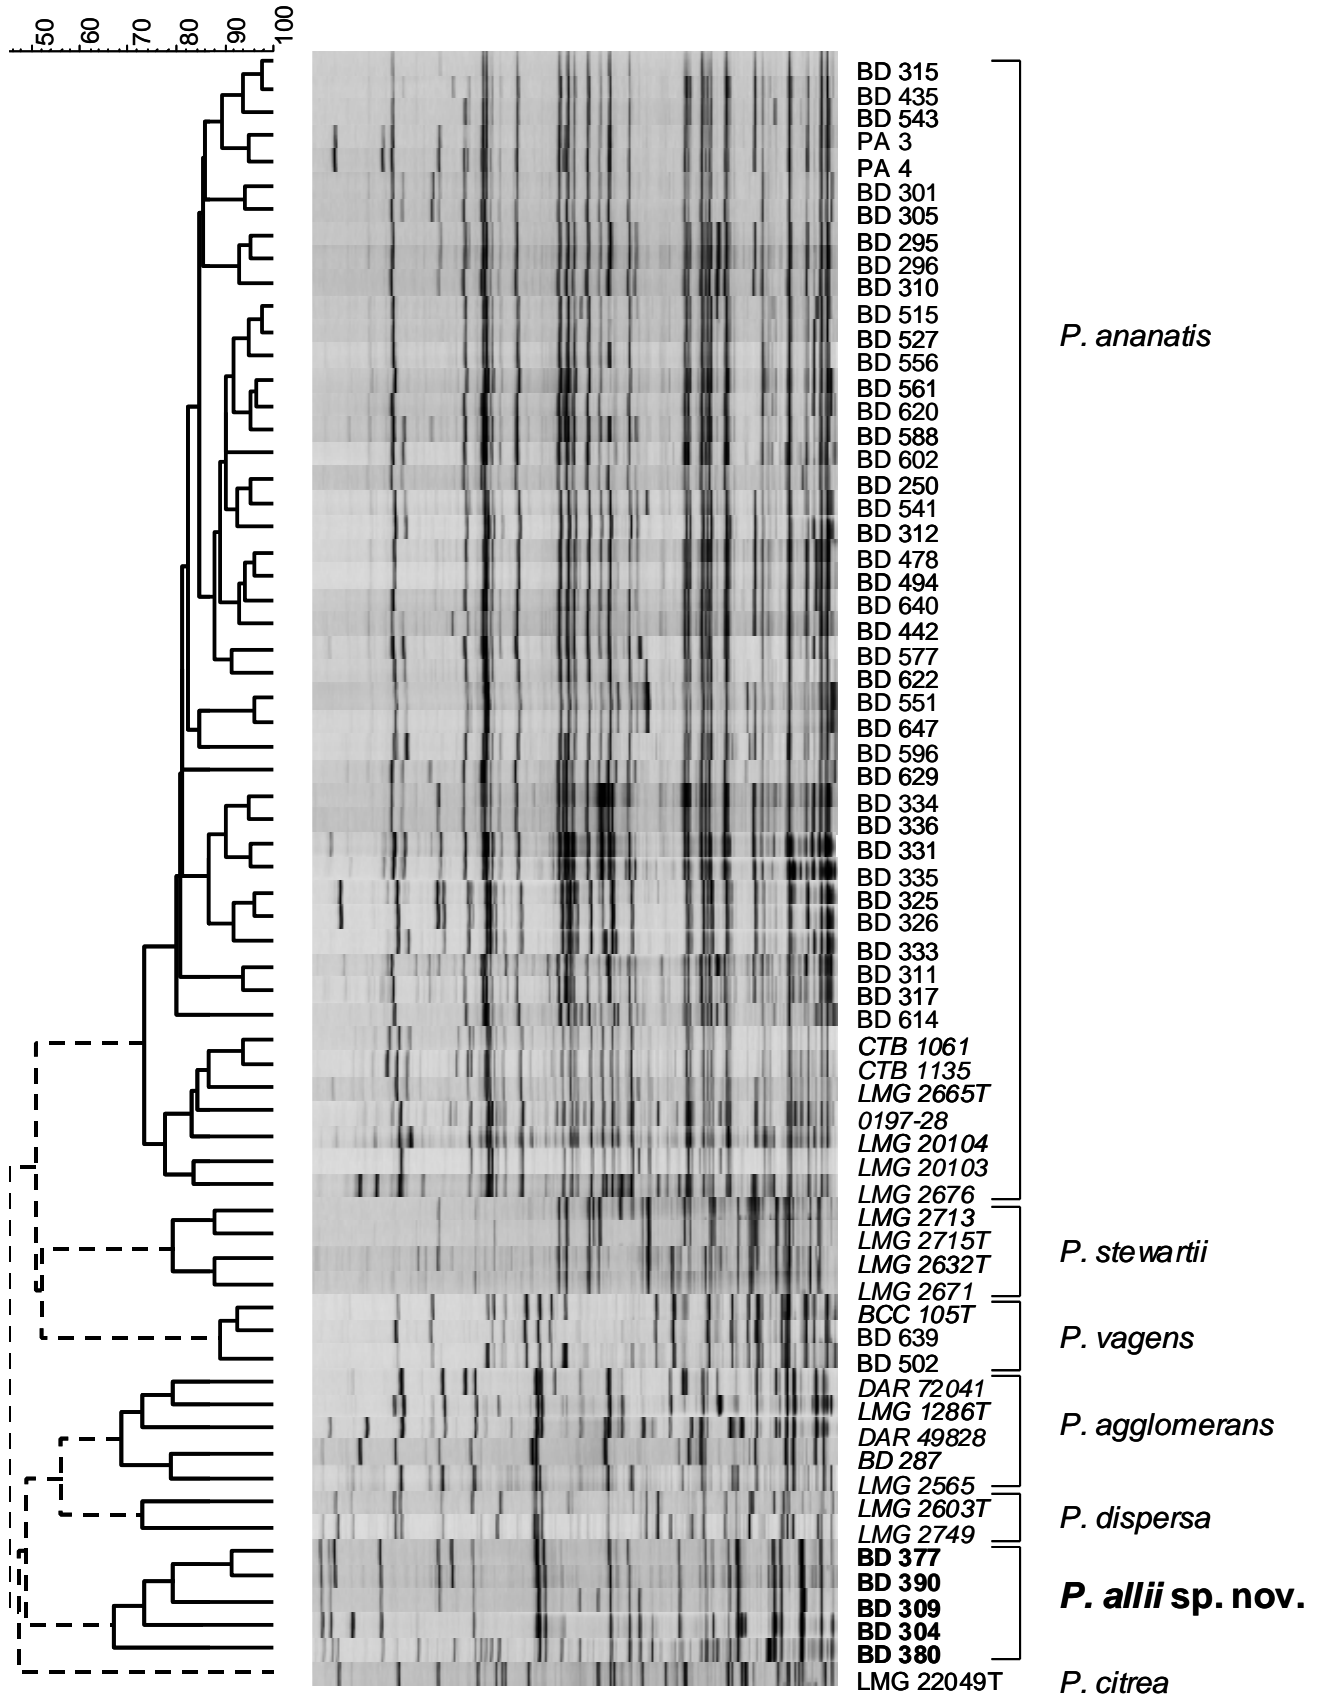 50 60 70 80 90 100
BD 315
BD 435
BD 543
PA 3
PA 4
BD 301
BD 305
BD 295
BD 296
BD 310
BD 515
BD 527
P. ananatis
BD 556
BD 561
BD 620
BD 588
BD 602
BD 250
BD 541
BD 312
BD 478
BD 494
BD 640
BD 442
BD 577
BD 622
BD 551
BD 647
BD 596
BD 629
BD 334
BD 336
BD 331
BD 335
BD 325
BD 326
BD 333
BD 311
BD 317
BD 614
CTB 1061
CTB 1135
LMG 2665T
0197-28
LMG 20104
LMG 20103
LMG 2676
LMG 2713
LMG 2715T
P. stewartii
LMG 2632T
LMG 2671
BCC 105T
BD 639
P. vagens
BD 502
DAR 72041
LMG 1286T
P. agglomerans
DAR 49828
BD 287
LMG 2565
LMG 2603T
P. dispersa
LMG 2749
BD 377
BD 390
P. allii sp. nov.
BD 309
BD 304
BD 380
LMG 22049T P. citrea